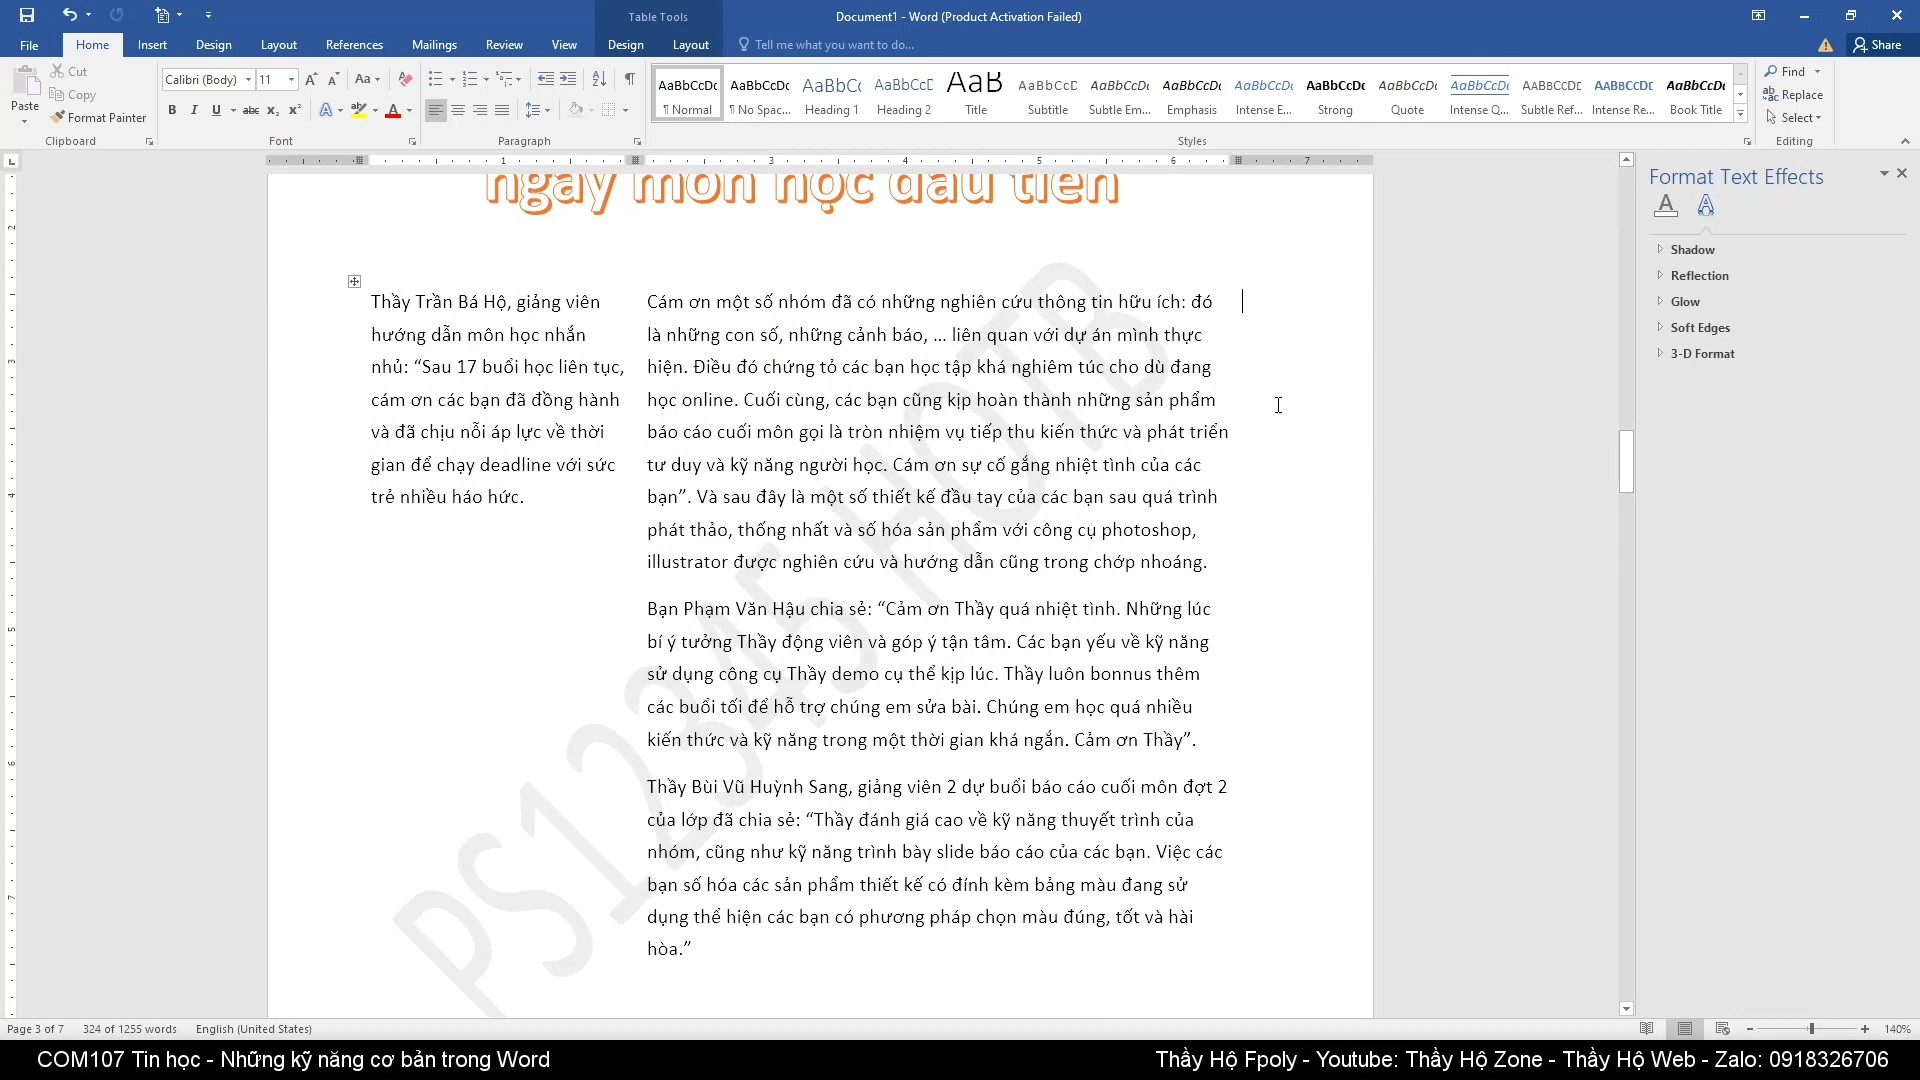 Table Tools
Document1 - Word (Product Activation Failed)
File Home Insert Design Layout References Mailings Review View Design Layout Tell me what you want to do... Share
Paste
Cut
Copy
Format Painter
Clipboard
Calibri (Body) 11
Font
Paragraph
AaBbCcDc AaBbCcDc AaBbCc AaBbCcD AaB AaBbCcD AaBbCcDc AaBbCcDc AaBbCcDc AaBbCcDc AaBbCcDc AaBbCcDc AABBCCDD AABBCCDD AaBbCcDc
¶ Normal ¶ No Spac... Heading 1 Heading 2 Title Subtitle Subtle Em... Emphasis Intense E... Strong Quote Intense Q... Subtle Ref... Intense Re... Book Title
Styles
Find
Replace
Select
Editing
Format Text Effects
Shadow
Reflection
Glow
Soft Edges
3-D Format
ngày môn học đầu tiên
Thầy Trần Bá Hộ, giảng viên
hướng dẫn môn học nhắn
nhủ: “Sau 17 buổi học liên tục,
cám ơn các bạn đã đồng hành
và đã chịu nỗi áp lực về thời
gian để chạy deadline với sức
trẻ nhiều háo hức.
Cám ơn một số nhóm đã có những nghiên cứu thông tin hữu ích: đó
là những con số, những cảnh báo, ... liên quan với dự án mình thực
hiện. Điều đó chứng tỏ các bạn học tập khá nghiêm túc cho dù đang
học online. Cuối cùng, các bạn cũng kịp hoàn thành những sản phẩm
báo cáo cuối môn gọi là tròn nhiệm vụ tiếp thu kiến thức và phát triển
tư duy và kỹ năng người học. Cám ơn sự cố gắng nhiệt tình của các
bạn”. Và sau đây là một số thiết kế đầu tay của các bạn sau quá trình
phát thảo, thống nhất và số hóa sản phẩm với công cụ photoshop,
illustrator được nghiên cứu và hướng dẫn cũng trong chớp nhoáng.
Bạn Phạm Văn Hậu chia sẻ: “Cảm ơn Thầy quá nhiệt tình. Những lúc
bí ý tưởng Thầy động viên và góp ý tận tâm. Các bạn yếu về kỹ năng
sử dụng công cụ Thầy demo cụ thể kịp lúc. Thầy luôn bonnus thêm
các buổi tối để hỗ trợ chúng em sửa bài. Chúng em học quá nhiều
kiến thức và kỹ năng trong một thời gian khá ngắn. Cảm ơn Thầy”.
Thầy Bùi Vũ Huỳnh Sang, giảng viên 2 dự buổi báo cáo cuối môn đợt 2
của lớp đã chia sẻ: “Thầy đánh giá cao về kỹ năng thuyết trình của
nhóm, cũng như kỹ năng trình bày slide báo cáo của các bạn. Việc các
bạn số hóa các sản phẩm thiết kế có đính kèm bảng màu đang sử
dụng thể hiện các bạn có phương pháp chọn màu đúng, tốt và hài
hòa.”
PS12345 HOTB
Page 3 of 7 324 of 1255 words English (United States) 140%
COM107 Tin học - Những kỹ năng cơ bản trong Word
Thầy Hộ Fpoly - Youtube: Thầy Hộ Zone - Thầy Hộ Web - Zalo: 0918326706